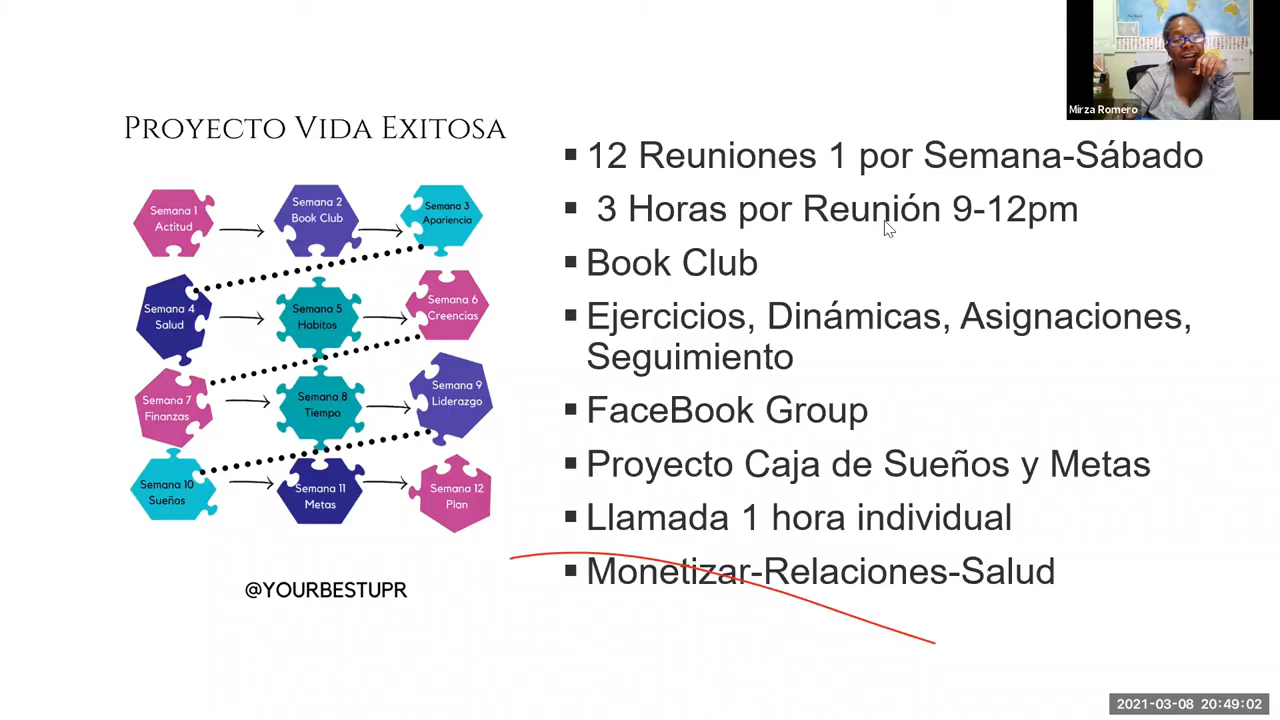 Mirza Romero
PROYECTO VIDA EXITOSA
Semana 1
Actitud
Semana 2
Book Club
Semana 3
Apariencia
Semana 4
Salud
Semana 5
Habitos
Semana 6
Creencias
Semana 7
Finanzas
Semana 8
Tiempo
Semana 9
Liderazgo
Semana 10
Sueños
Semana 11
Metas
Semana 12
Plan
@YOURBESTUPR
▪ 12 Reuniones 1 por Semana-Sábado
▪ 3 Horas por Reunión 9-12pm
▪ Book Club
▪ Ejercicios, Dinámicas, Asignaciones,
Seguimiento
▪ FaceBook Group
▪ Proyecto Caja de Sueños y Metas
▪ Llamada 1 hora individual
▪ Monetizar-Relaciones-Salud
2021-03-08 20:49:02